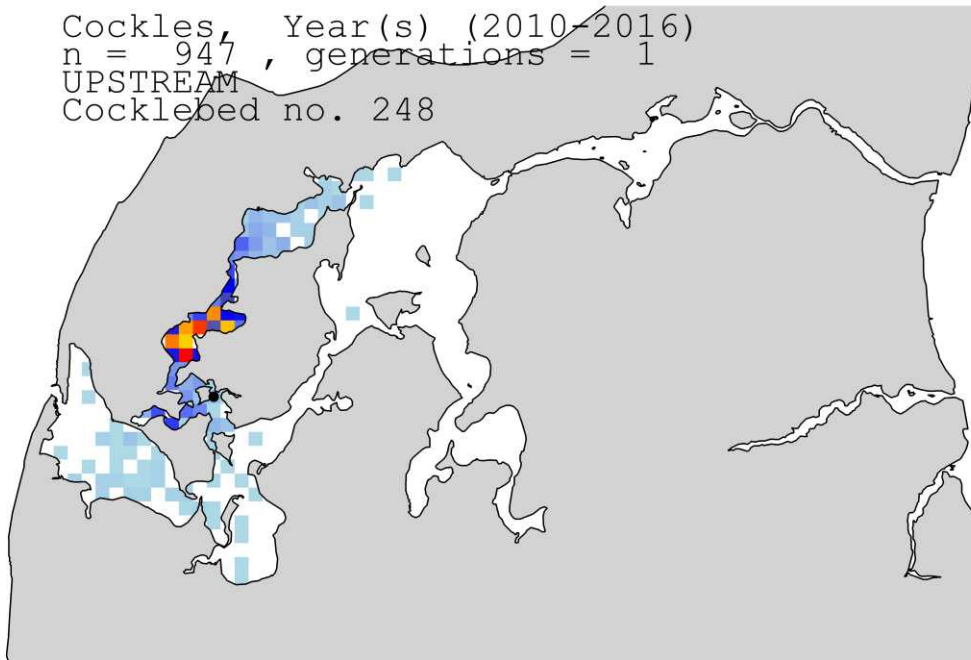 Cockles, Year(s) (2010-2016)
n = 947 , generations = 1
UPSTREAM
Cocklebed no. 248